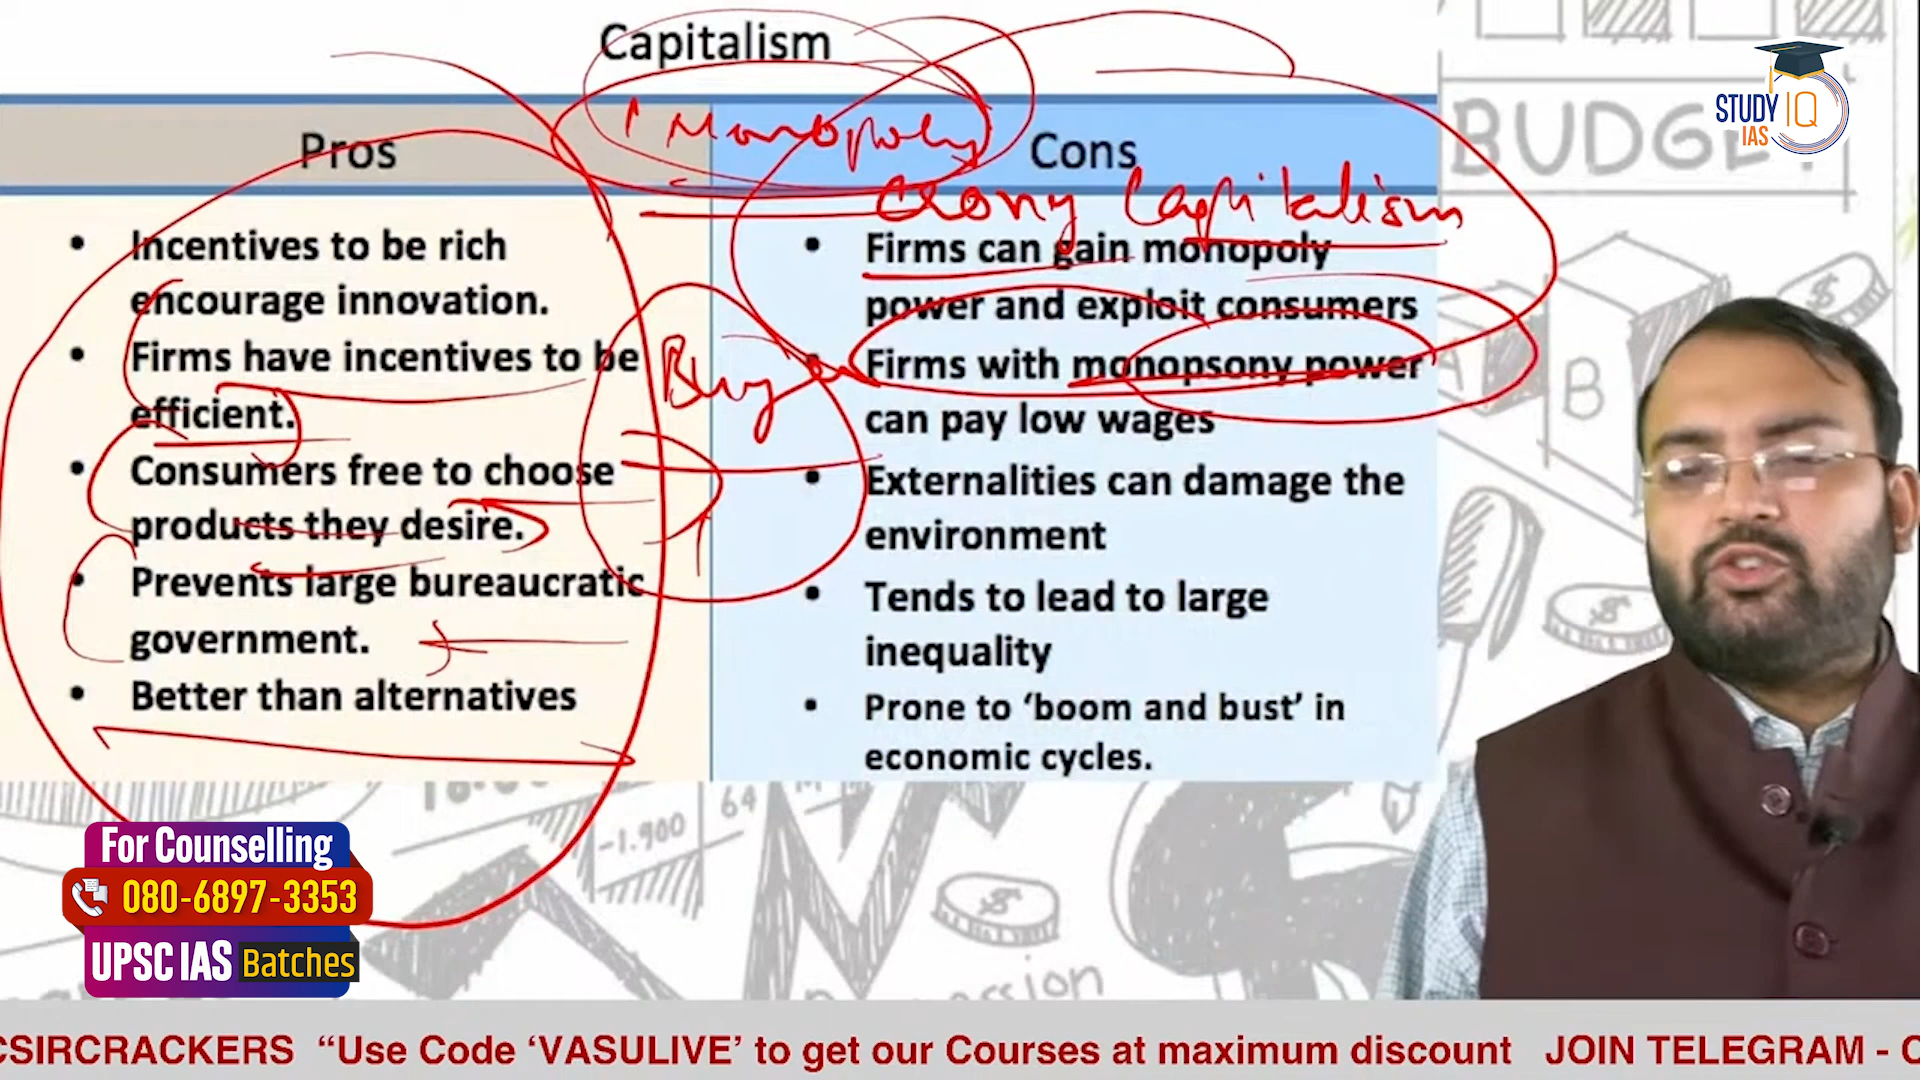 Capitalism
STUDY IQ
IAS
BUDGET
Pros
Monopoly
Cons
Crony Capitalism
• Incentives to be rich
encourage innovation.
• Firms have incentives to be
efficient.
• Consumers free to choose
products they desire.
• Prevents large bureaucratic
government.
• Better than alternatives
Buy
• Firms can gain monopoly
power and exploit consumers
• Firms with monopsony power
can pay low wages
• Externalities can damage the
environment
• Tends to lead to large
inequality
• Prone to ‘boom and bust’ in
economic cycles.
A
B
64
-1.900
For Counselling
080-6897-3353
UPSC IAS Batches
CSIRCRACKERS “Use Code ‘VASULIVE’ to get our Courses at maximum discount JOIN TELEGRAM - C